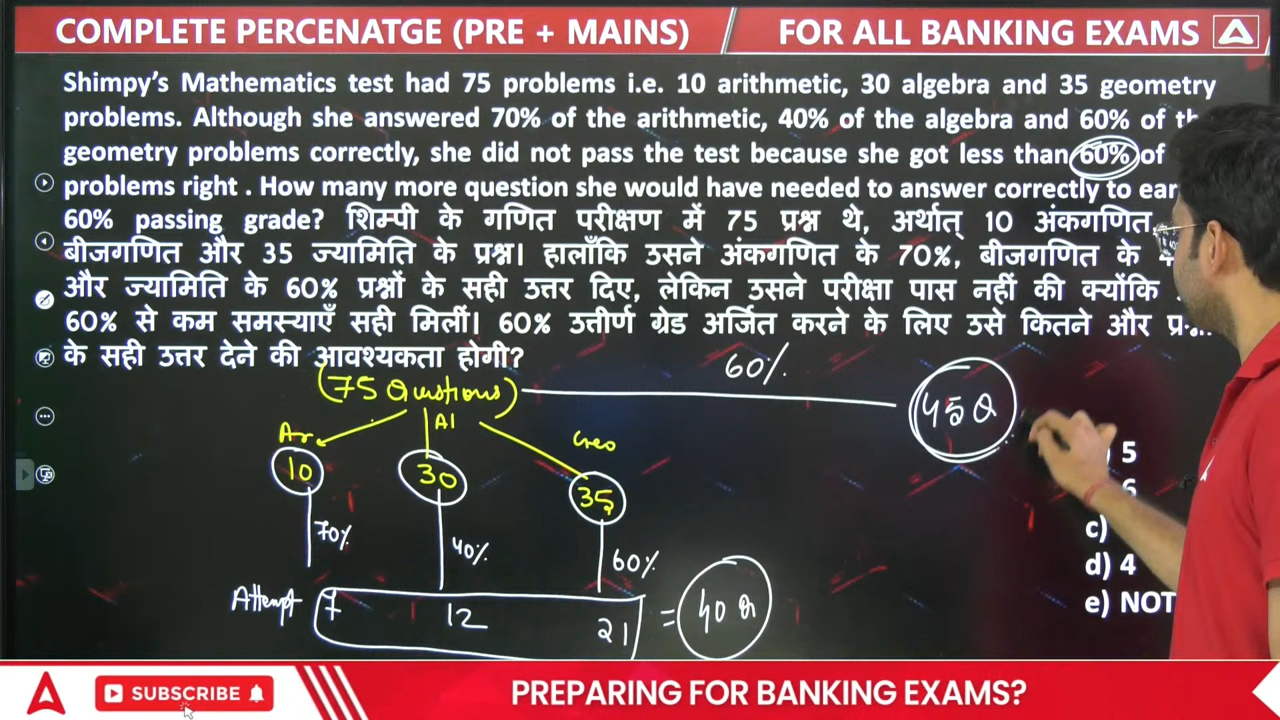 COMPLETE PERCENATGE (PRE + MAINS)
FOR ALL BANKING EXAMS
Shimpy's Mathematics test had 75 problems i.e. 10 arithmetic, 30 algebra and 35 geometry
problems. Although she answered 70% of the arithmetic, 40% of the algebra and 60% of
geometry problems correctly, she did not pass the test because she got less than 60% of
problems right . How many more question she would have needed to answer correctly to
60% passing grade? शिम्पी के गणित परीक्षण में 75 प्रश्न थे, अर्थात् 10 अंकगणित,
बीजगणित और 35 ज्यामिति के प्रश्न। हालाँकि उसने अंकगणित के 70%, बीजगणित के
और ज्यामिति के 60% प्रश्नों के सही उत्तर दिए, लेकिन उसने परीक्षा पास नहीं की क्योंकि
60% से कम समस्याएँ सही मिलीं। 60% उत्तीर्ण ग्रेड अर्जित करने के लिए उसे कितने और
के सही उत्तर देने की आवश्यकता होगी?
60%
(75 Questions)
45 Q
Ar
Al
Geo
10
30
35
70%
40%
60%
Attempt
7
12
21
= 40 Q
5
6
c)
d) 4
e) NOT
SUBSCRIBE
PREPARING FOR BANKING EXAMS?